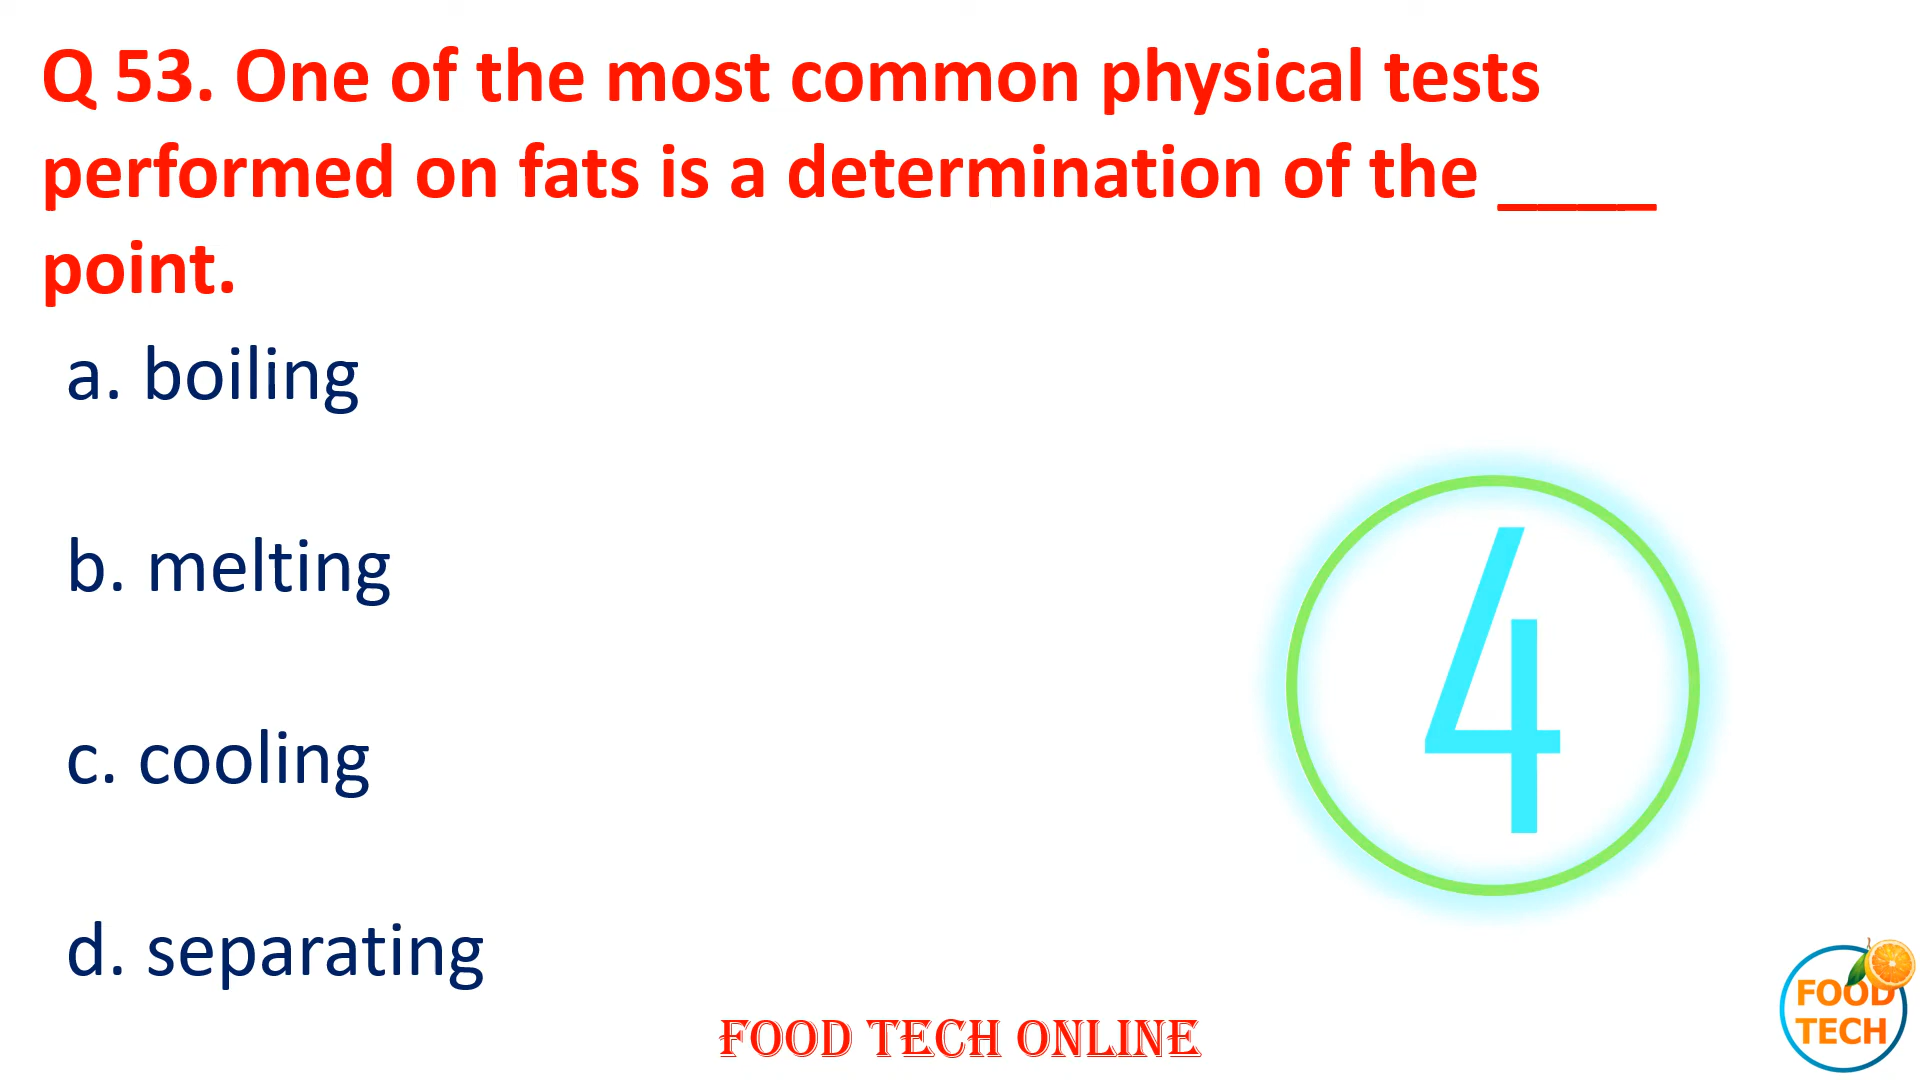 Q 53. One of the most common physical tests
performed on fats is a determination of the ____
point.
a. boiling
b. melting
c. cooling
d. separating
4
FOOD TECH ONLINE
FOOD
TECH